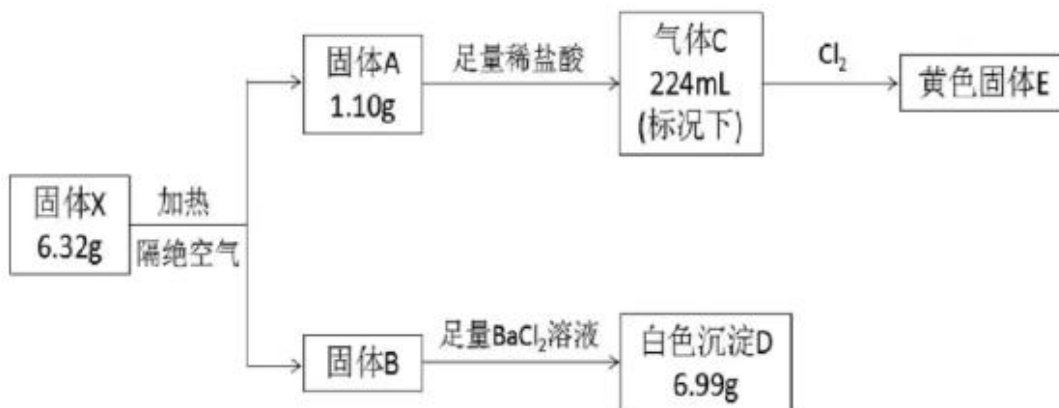 固体X
6.32g
加热
隔绝空气
固体A
1.10g
足量稀盐酸
气体C
224mL
(标况下)
Cl₂
黄色固体E
固体B
足量BaCl₂溶液
白色沉淀D
6.99g